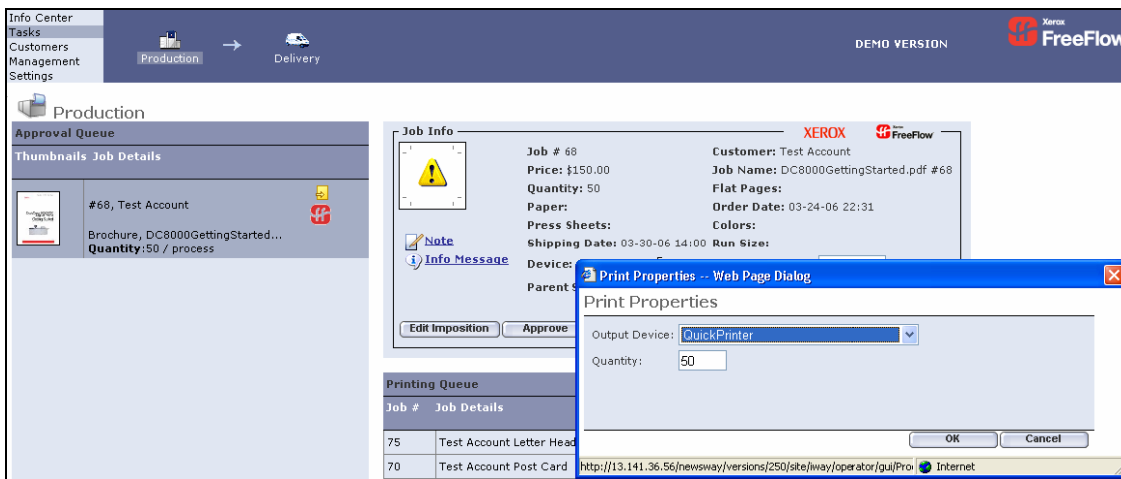 Info Center
Tasks
Customers
Management
Settings
Production
Delivery
DEMO VERSION
Xerox
FreeFlow
Production
Approval Queue
Thumbnails Job Details
#68, Test Account
Brochure, DC8000GettingStarted...
Quantity:50 / process
Job Info
XEROX
FreeFlow
Job # 68
Customer: Test Account
Price: $150.00
Job Name: DC8000GettingStarted.pdf #68
Quantity: 50
Flat Pages:
Paper:
Order Date: 03-24-06 22:31
Press Sheets:
Colors:
Note
Shipping Date: 03-30-06 14:00 Run Size:
Info Message
Device:
Parent S
Edit Imposition
Approve
Print Properties -- Web Page Dialog
Print Properties
Output Device: QuickPrinter
Quantity: 50
OK
Cancel
http://13.141.36.56/newsway/versions/250/site/iway/operator/gui/Pro
Internet
Printing Queue
Job # Job Details
75 Test Account Letter Head
70 Test Account Post Card